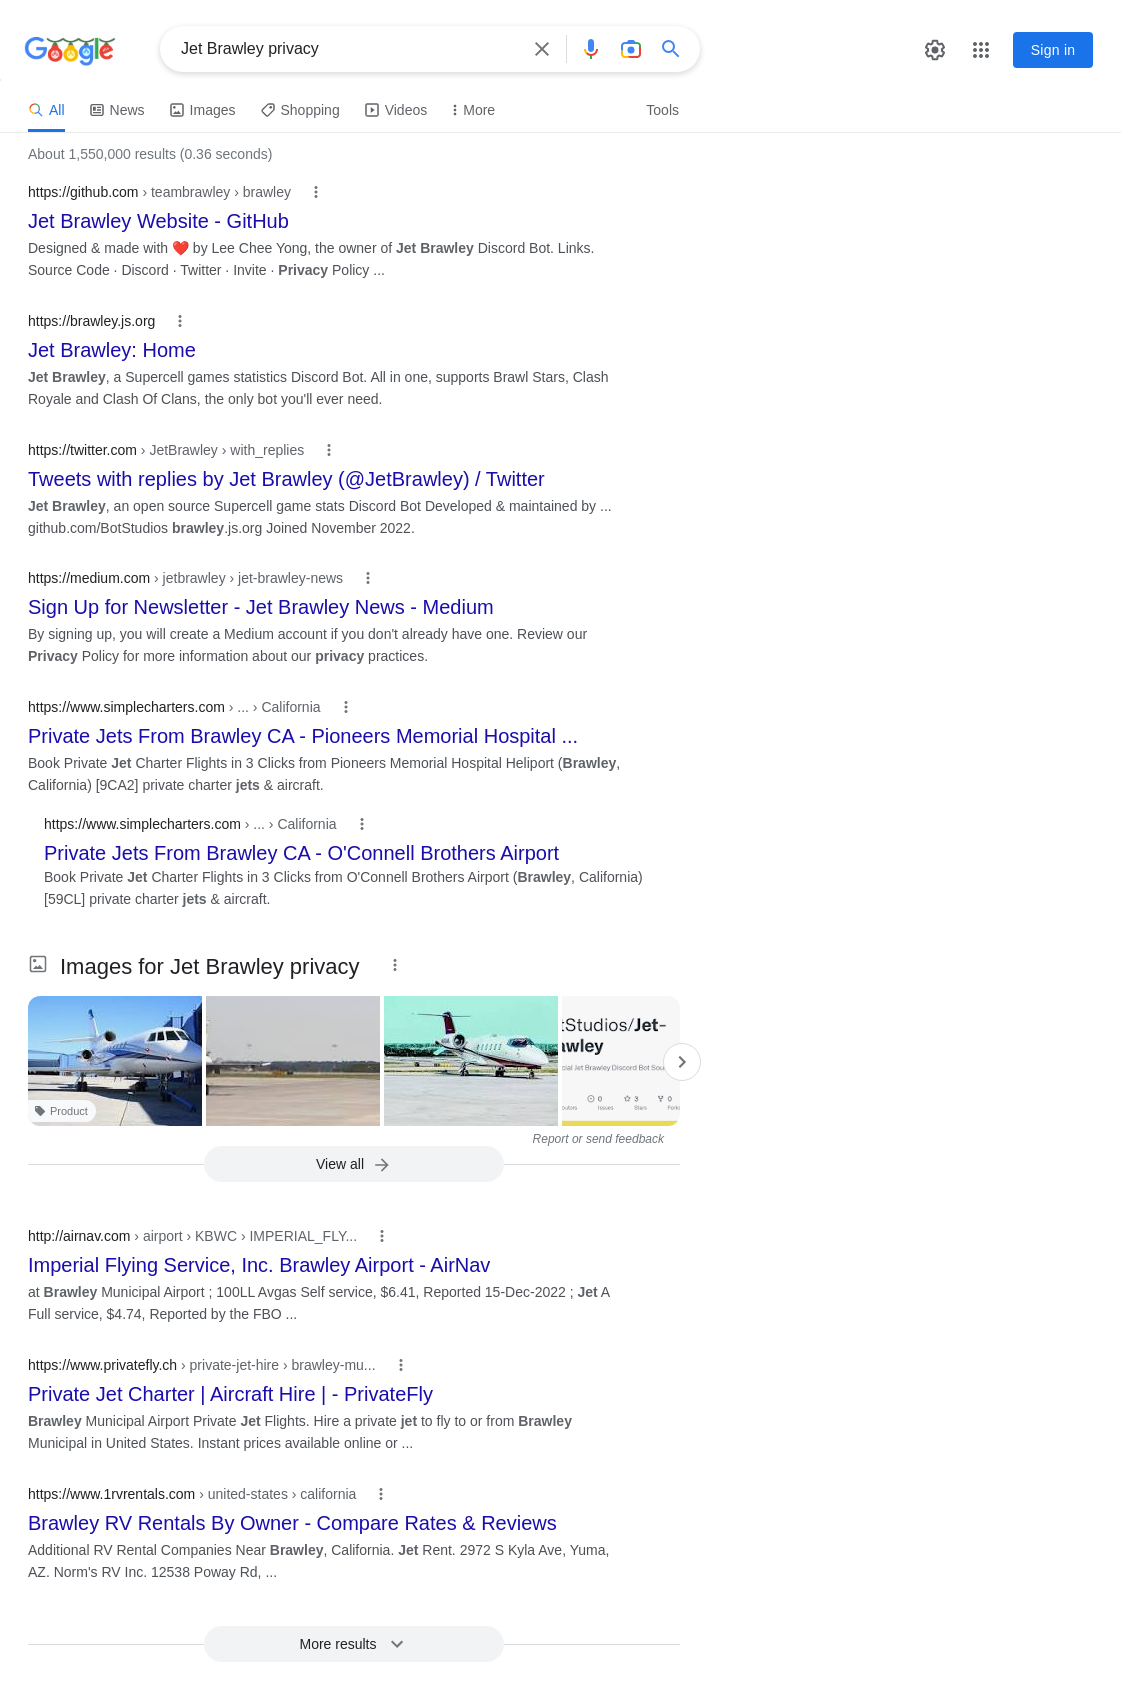 Google
Jet Brawley privacy
Sign in
All
News
Images
Shopping
Videos
More
Tools
About 1,550,000 results (0.36 seconds)
https://github.com › teambrawley › brawley
Jet Brawley Website - GitHub
Designed & made with ❤️ by Lee Chee Yong, the owner of Jet Brawley Discord Bot. Links.
Source Code · Discord · Twitter · Invite · Privacy Policy ...
https://brawley.js.org
Jet Brawley: Home
Jet Brawley, a Supercell games statistics Discord Bot. All in one, supports Brawl Stars, Clash
Royale and Clash Of Clans, the only bot you'll ever need.
https://twitter.com › JetBrawley › with_replies
Tweets with replies by Jet Brawley (@JetBrawley) / Twitter
Jet Brawley, an open source Supercell game stats Discord Bot Developed & maintained by ...
github.com/BotStudios brawley.js.org Joined November 2022.
https://medium.com › jetbrawley › jet-brawley-news
Sign Up for Newsletter - Jet Brawley News - Medium
By signing up, you will create a Medium account if you don't already have one. Review our
Privacy Policy for more information about our privacy practices.
https://www.simplecharters.com › ... › California
Private Jets From Brawley CA - Pioneers Memorial Hospital ...
Book Private Jet Charter Flights in 3 Clicks from Pioneers Memorial Hospital Heliport (Brawley,
California) [9CA2] private charter jets & aircraft.
https://www.simplecharters.com › ... › California
Private Jets From Brawley CA - O'Connell Brothers Airport
Book Private Jet Charter Flights in 3 Clicks from O'Connell Brothers Airport (Brawley, California)
[59CL] private charter jets & aircraft.
Images for Jet Brawley privacy
tStudios/Jet-
awley
cial Jet Brawley Discord Bot Sou
0 3 0
Issues Stars Forks
Product
Report or send feedback
View all
http://airnav.com › airport › KBWC › IMPERIAL_FLY...
Imperial Flying Service, Inc. Brawley Airport - AirNav
at Brawley Municipal Airport ; 100LL Avgas Self service, $6.41, Reported 15-Dec-2022 ; Jet A
Full service, $4.74, Reported by the FBO ...
https://www.privatefly.ch › private-jet-hire › brawley-mu...
Private Jet Charter | Aircraft Hire | - PrivateFly
Brawley Municipal Airport Private Jet Flights. Hire a private jet to fly to or from Brawley
Municipal in United States. Instant prices available online or ...
https://www.1rvrentals.com › united-states › california
Brawley RV Rentals By Owner - Compare Rates & Reviews
Additional RV Rental Companies Near Brawley, California. Jet Rent. 2972 S Kyla Ave, Yuma,
AZ. Norm's RV Inc. 12538 Poway Rd, ...
More results